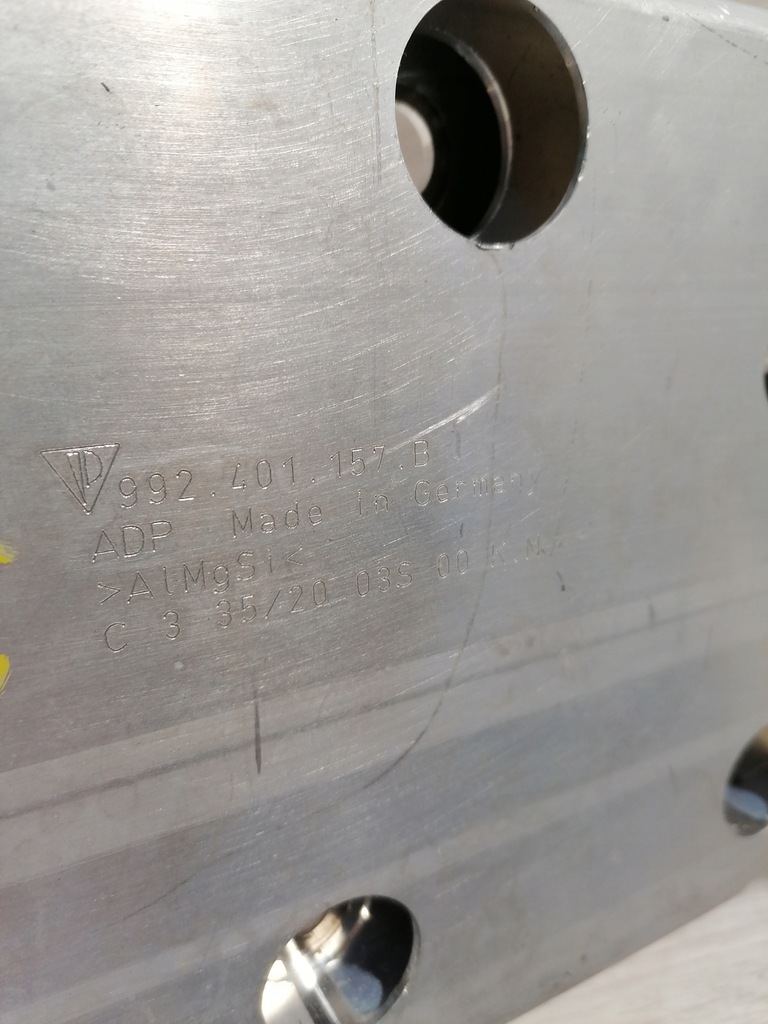 992.401.157.B
ADP Made in Germany
>AlMgSi<
C 3 35/20 03S 00